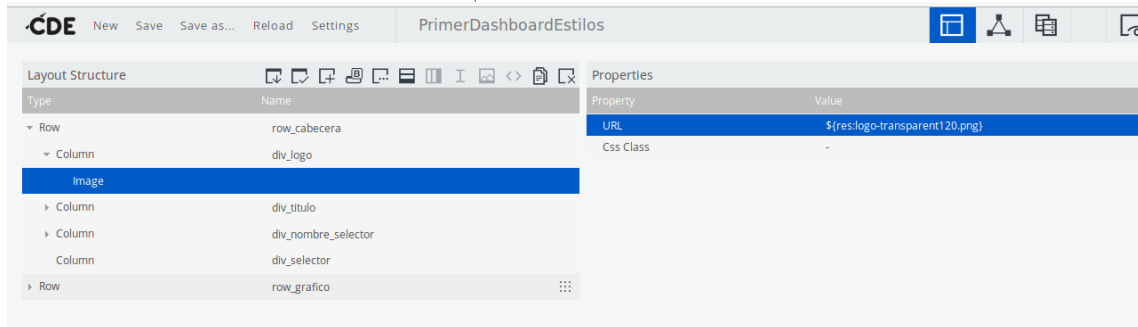 CDE New Save Save as... Reload Settings PrimerDashboardEstilos
Layout Structure Properties
Type Name Property Value
Row row_cabecera URL ${res:logo-transparent120.png}
Column div_logo Css Class -
Image
Column div_titulo
Column div_nombre_selector
Column div_selector
Row row_grafico